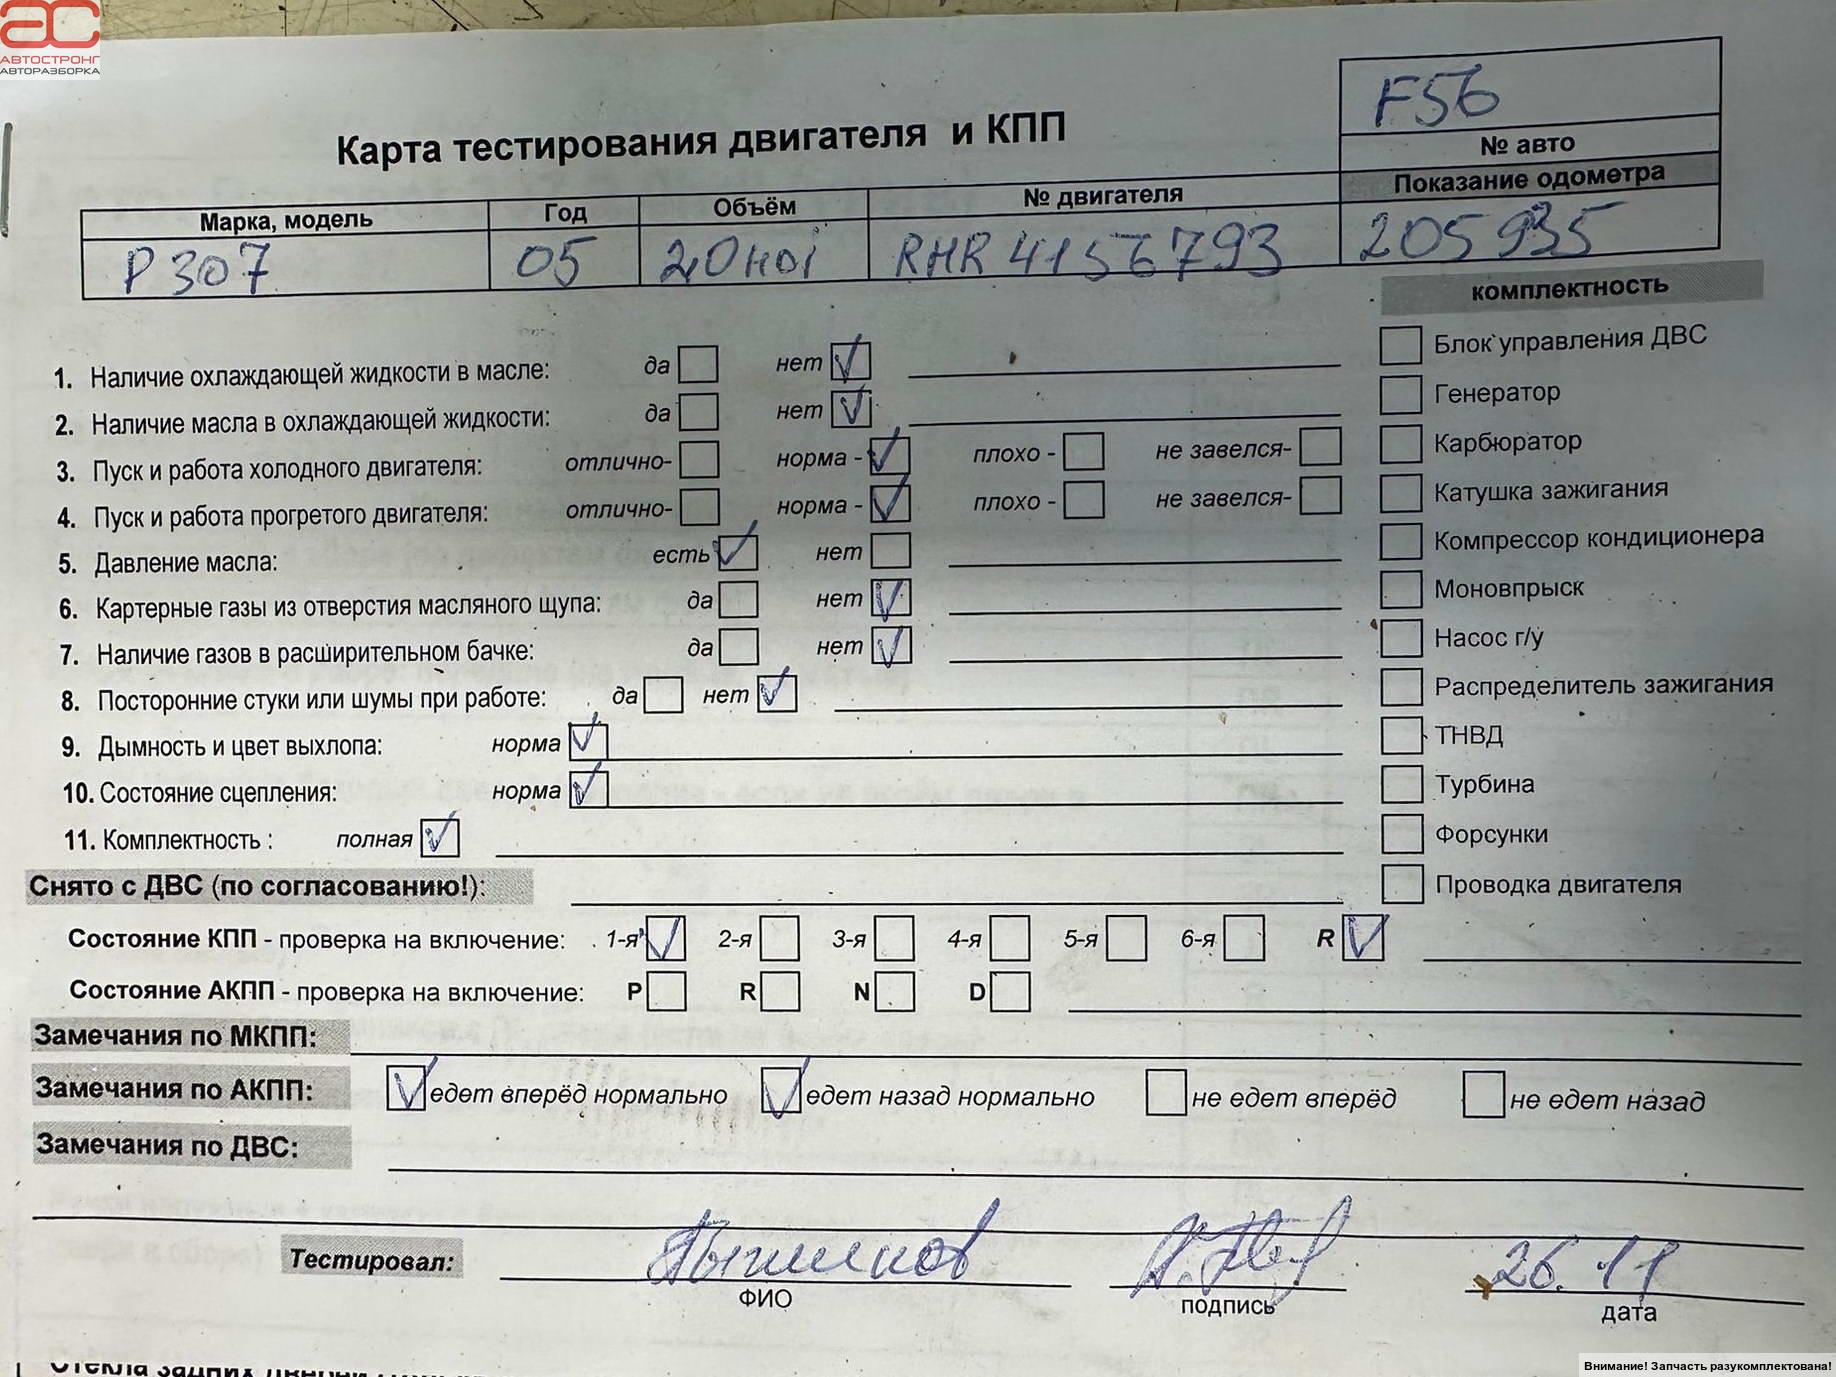 ac
АВТОСТРОНГ
АВТОРАЗБОРКА
F56
№ авто
Карта тестирования двигателя и КПП
Показание одометра
Марка, модель Год Объём № двигателя
P 307 05 2,0 HDi RHR 4156793 205935
комплектность
Блок управления ДВС
1. Наличие охлаждающей жидкости в масле: да нет
Генератор
2. Наличие масла в охлаждающей жидкости: да нет
Карбюратор
3. Пуск и работа холодного двигателя: отлично- норма - плохо - не завелся-
Катушка зажигания
4. Пуск и работа прогретого двигателя: отлично- норма - плохо - не завелся-
Компрессор кондиционера
5. Давление масла: есть нет
Моновпрыск
6. Картерные газы из отверстия масляного щупа: да нет
Насос г/у
7. Наличие газов в расширительном бачке: да нет
Распределитель зажигания
8. Посторонние стуки или шумы при работе: да нет
ТНВД
9. Дымность и цвет выхлопа: норма
Турбина
10. Состояние сцепления: норма
Форсунки
11. Комплектность : полная
Проводка двигателя
Снято с ДВС (по согласованию!):
Состояние КПП - проверка на включение: 1-я 2-я 3-я 4-я 5-я 6-я R
Состояние АКПП - проверка на включение: P R N D
Замечания по МКПП:
Замечания по АКПП: едет вперёд нормально едет назад нормально не едет вперёд не едет назад
Замечания по ДВС:
Тестировал: 26.11
ФИО подпись дата
Стекла задних двери
Внимание! Запчасть разукомплектована!